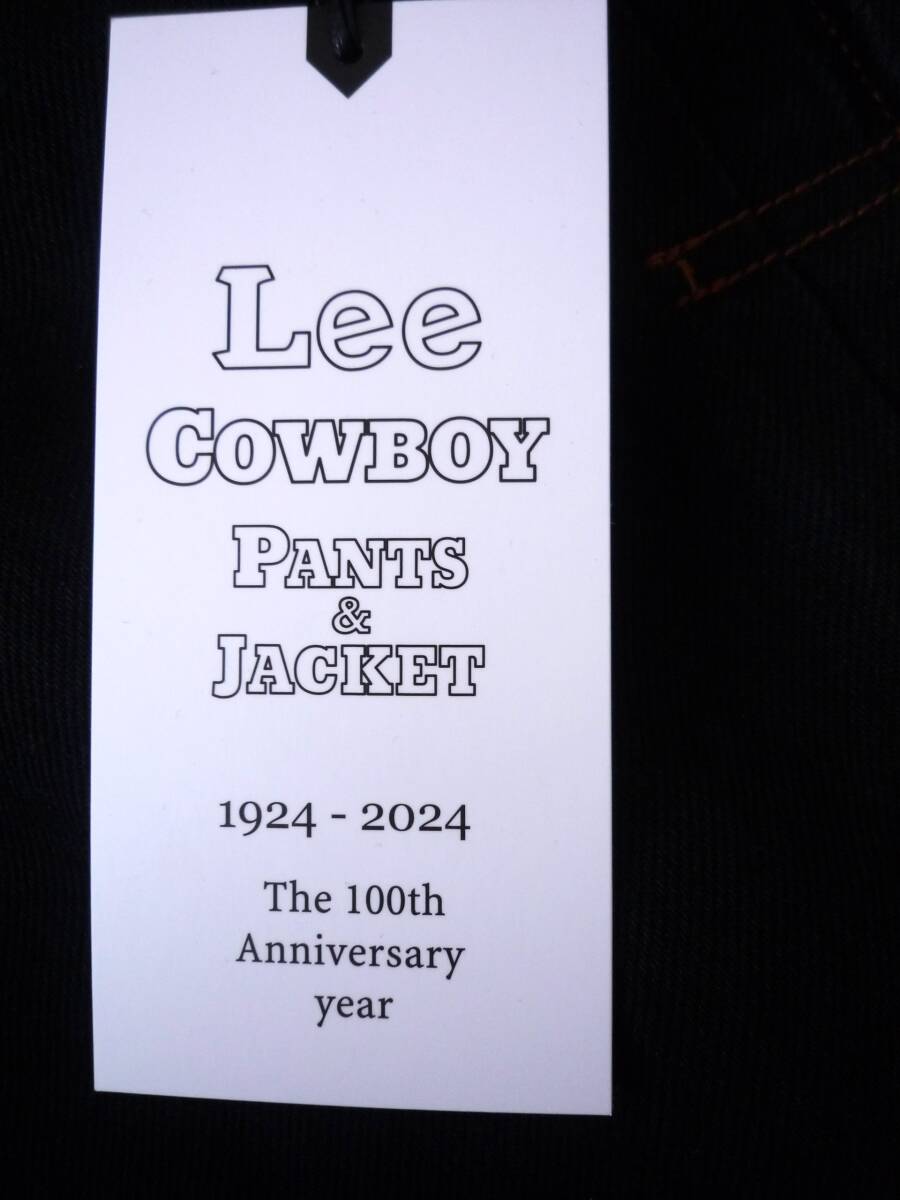 Lee
COWBOY
PANTS
&
JACKET
1924 - 2024
The 100th
Anniversary
year